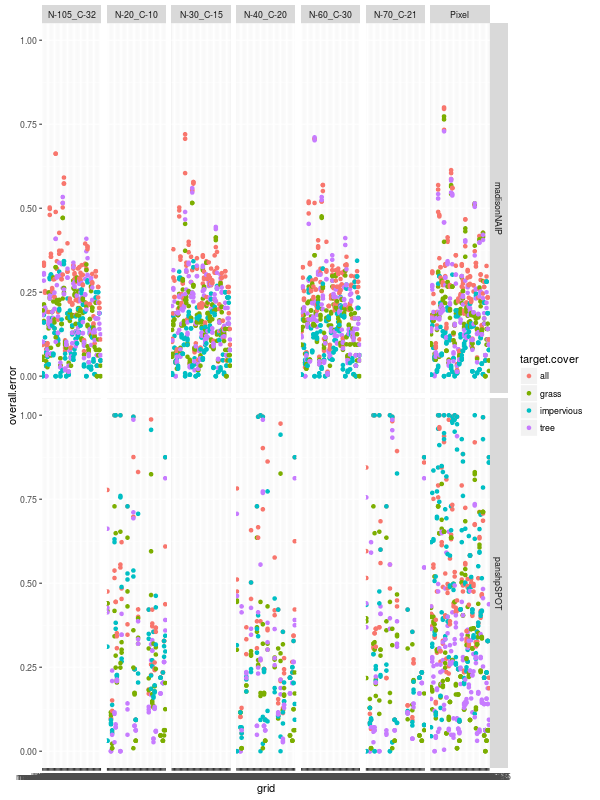 N-105_C-32 N-20_C-10 N-30_C-15 N-40_C-20 N-60_C-30 N-70_C-21 Pixel
1.00
0.75
0.50
0.25
0.00
madisonNAIP
1.00
0.75
0.50
0.25
0.00
panshpSPOT
overall.error
grid
target.cover
all
grass
impervious
tree